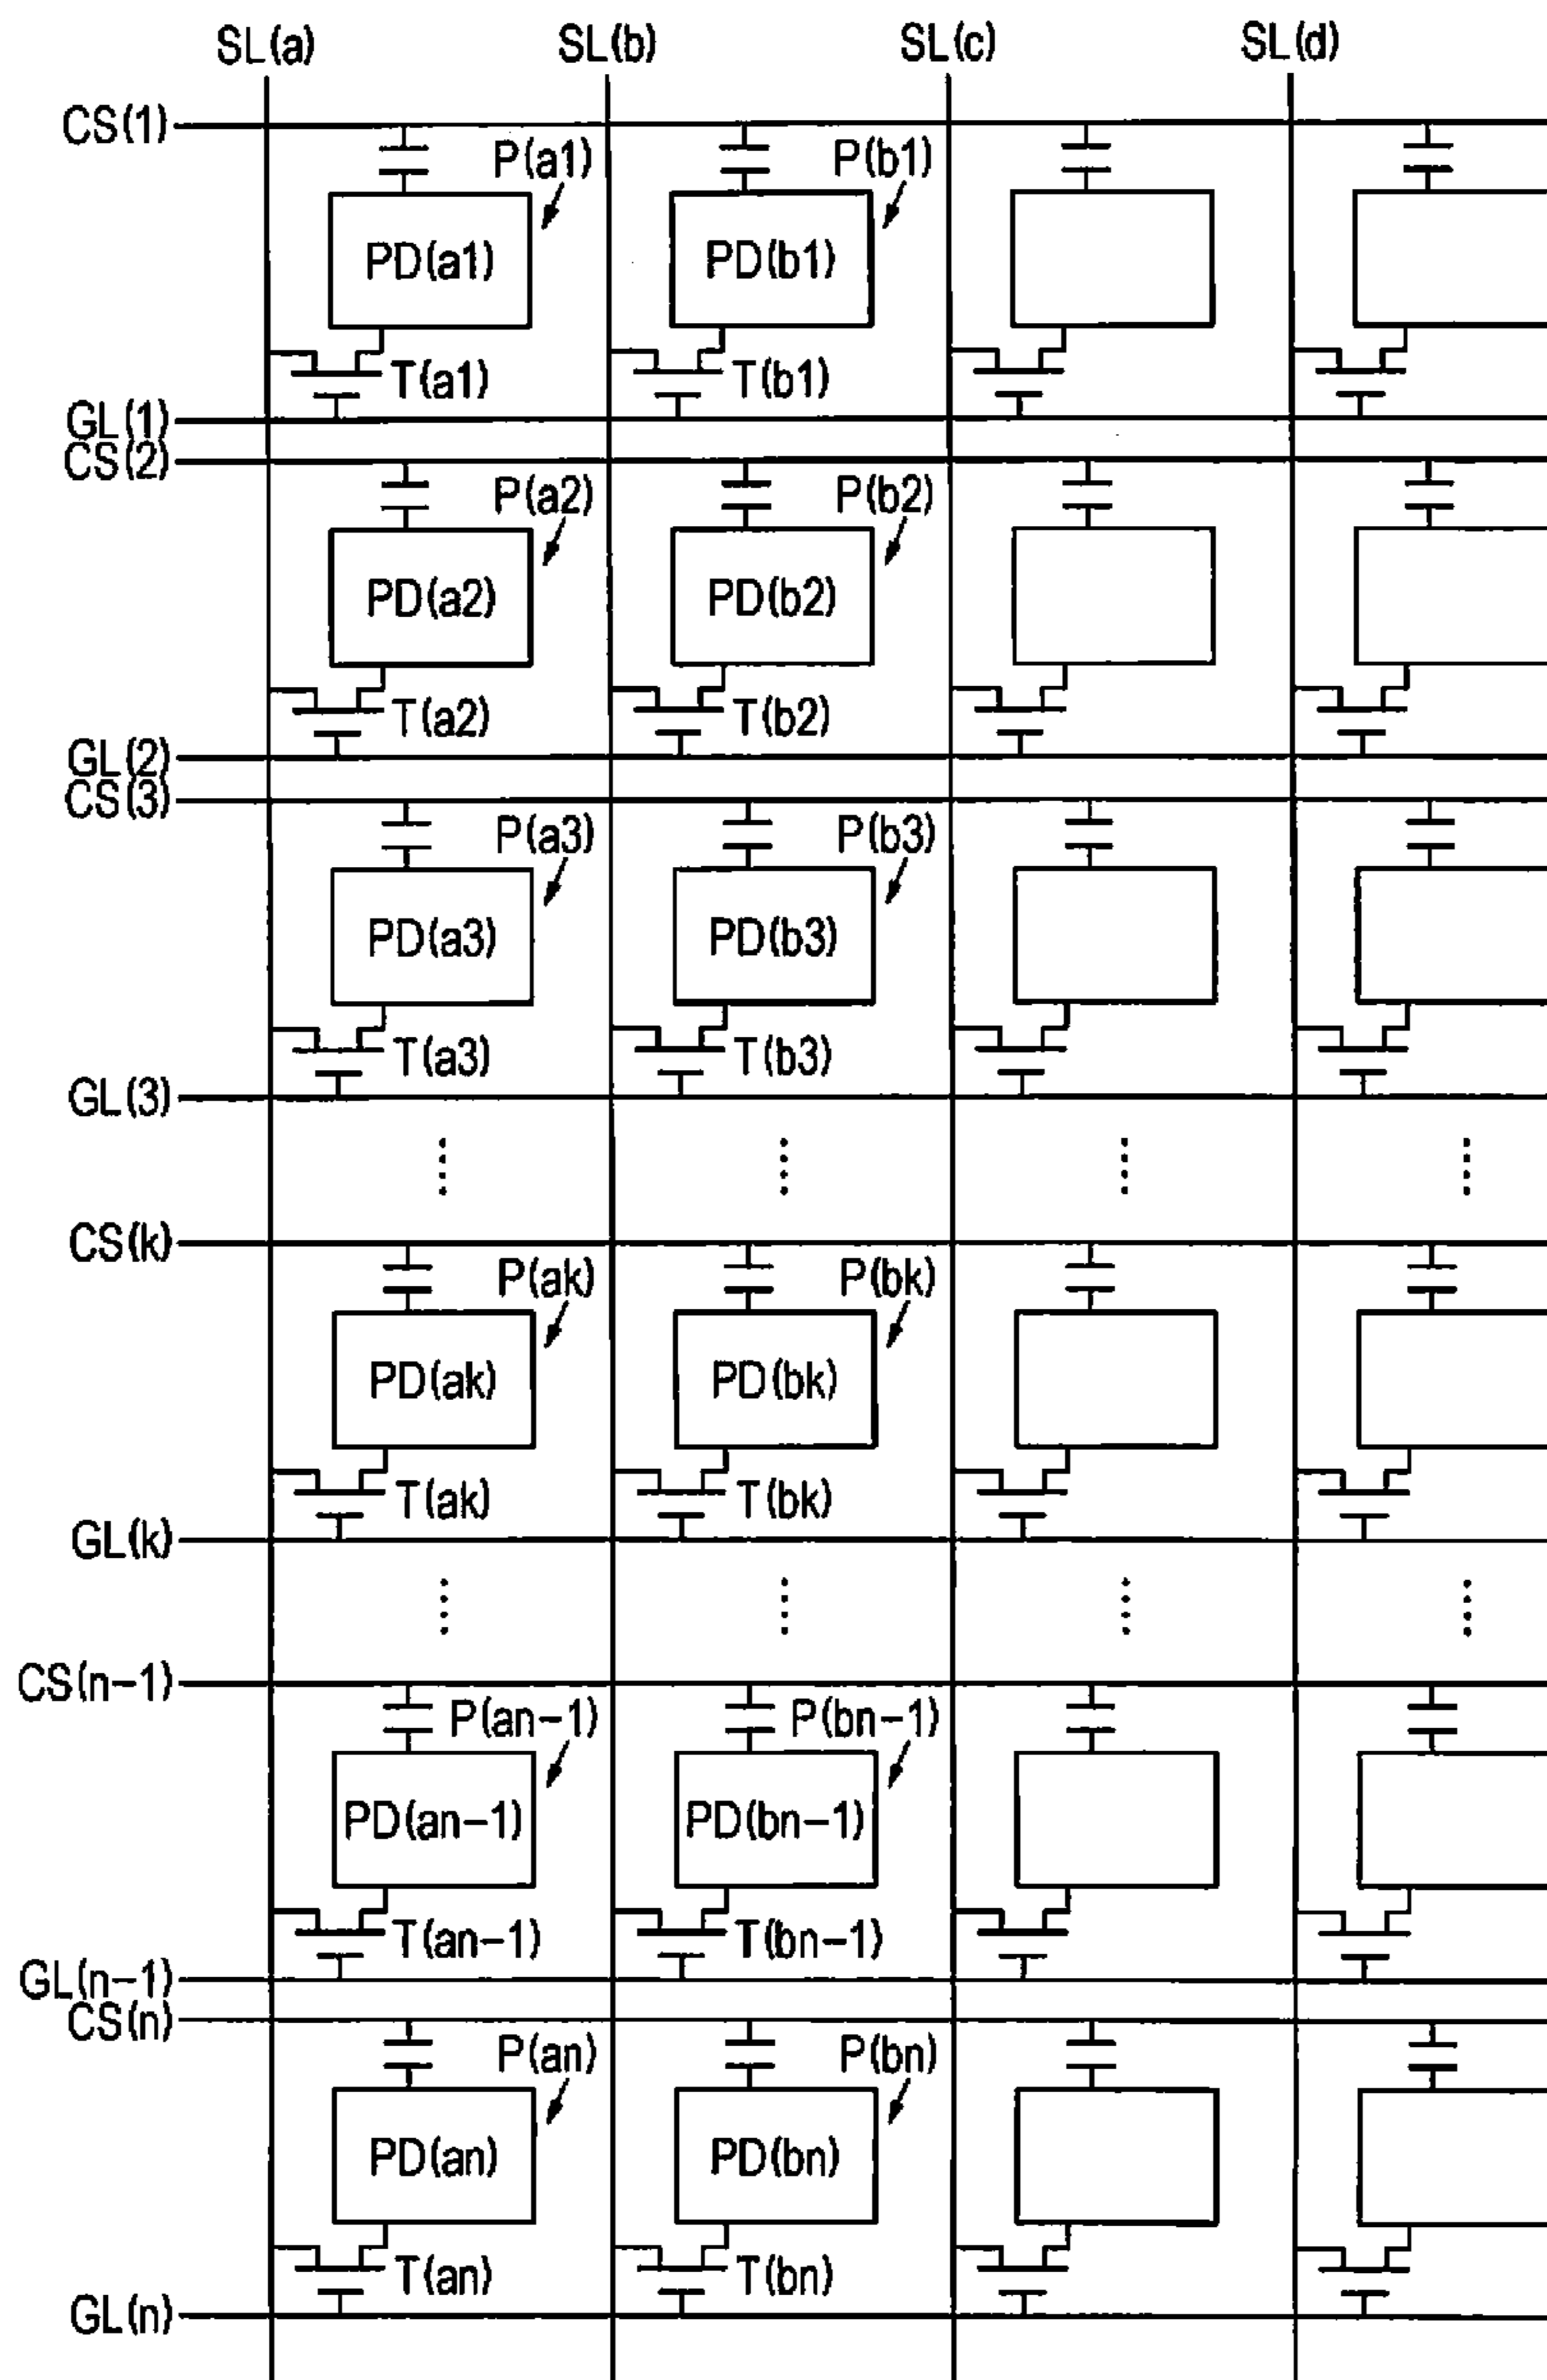 SL(a) SL(b) SL(c) SL(d)
CS(1)
P(a1) P(b1)
PD(a1) PD(b1)
T(a1) T(b1)
GL(1)
CS(2)
P(a2) P(b2)
PD(a2) PD(b2)
T(a2) T(b2)
GL(2)
CS(3)
P(a3) P(b3)
PD(a3) PD(b3)
T(a3) T(b3)
GL(3)
CS(k)
P(ak) P(bk)
PD(ak) PD(bk)
T(ak) T(bk)
GL(k)
CS(n-1)
P(an-1) P(bn-1)
PD(an-1) PD(bn-1)
T(an-1) T(bn-1)
GL(n-1)
CS(n)
P(an) P(bn)
PD(an) PD(bn)
T(an) T(bn)
GL(n)